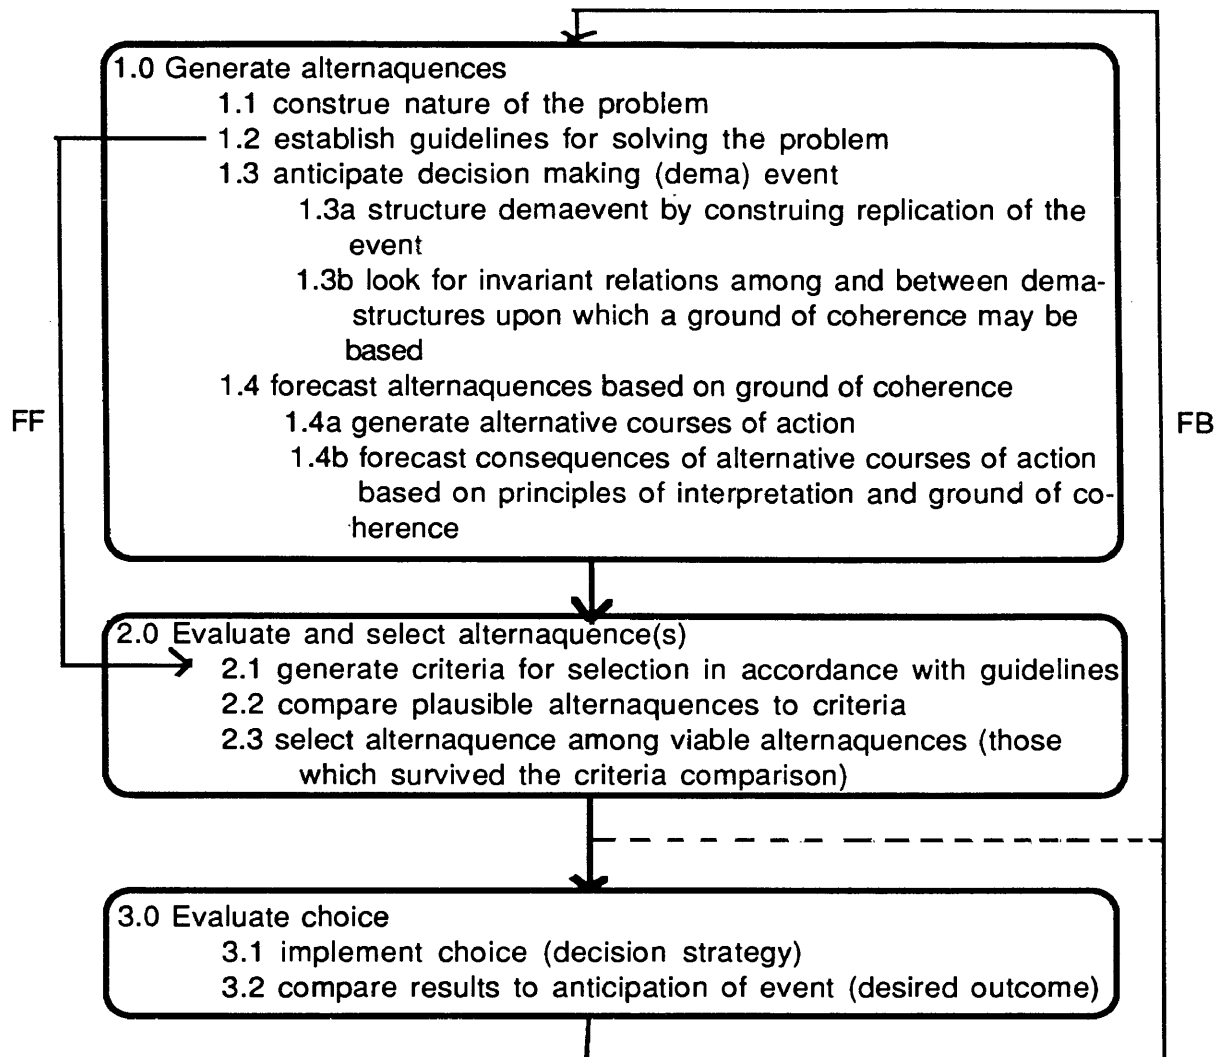 1.0 Generate alternaquences
1.1 construe nature of the problem
1.2 establish guidelines for solving the problem
1.3 anticipate decision making (dema) event
1.3a structure demaevent by construing replication of the
event
1.3b look for invariant relations among and between dema-
structures upon which a ground of coherence may be
based
1.4 forecast alternaquences based on ground of coherence
FF
FB
1.4a generate alternative courses of action
1.4b forecast consequences of alternative courses of action
based on principles of interpretation and ground of co-
herence
2.0 Evaluate and select alternaquence(s)
2.1 generate criteria for selection in accordance with guidelines
2.2 compare plausible alternaquences to criteria
2.3 select alternaquence among viable alternaquences (those
which survived the criteria comparison)
3.0 Evaluate choice
3.1 implement choice (decision strategy)
3.2 compare results to anticipation of event (desired outcome)